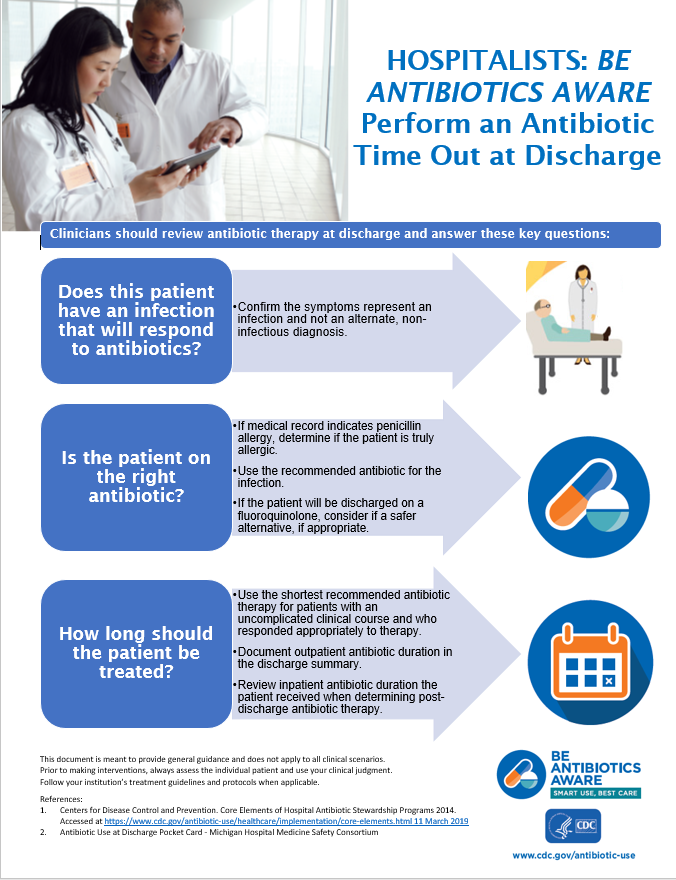 HOSPITALISTS: BE
ANTIBIOTICS AWARE
Perform an Antibiotic
Time Out at Discharge
Clinicians should review antibiotic therapy at discharge and answer these key questions:
Does this patient
have an infection
that will respond
to antibiotics?
•Confirm the symptoms represent an
infection and not an alternate, non-
infectious diagnosis.
Is the patient on
the right
antibiotic?
•If medical record indicates penicillin
allergy, determine if the patient is truly
allergic.
•Use the recommended antibiotic for the
infection.
•If the patient will be discharged on a
fluoroquinolone, consider if a safer
alternative, if appropriate.
How long should
the patient be
treated?
•Use the shortest recommended antibiotic
therapy for patients with an
uncomplicated clinical course and who
responded appropriately to therapy.
•Document outpatient antibiotic duration in
the discharge summary.
•Review inpatient antibiotic duration the
patient received when determining post-
discharge antibiotic therapy.
This document is meant to provide general guidance and does not apply to all clinical scenarios.
Prior to making interventions, always assess the individual patient and use your clinical judgment.
Follow your institution's treatment guidelines and protocols when applicable.
References:
1. Centers for Disease Control and Prevention. Core Elements of Hospital Antibiotic Stewardship Programs 2014.
Accessed at https://www.cdc.gov/antibiotic-use/healthcare/implementation/core-elements.html 11 March 2019
2. Antibiotic Use at Discharge Pocket Card - Michigan Hospital Medicine Safety Consortium
BE
ANTIBIOTICS
AWARE
SMART USE, BEST CARE
CDC
www.cdc.gov/antibiotic-use